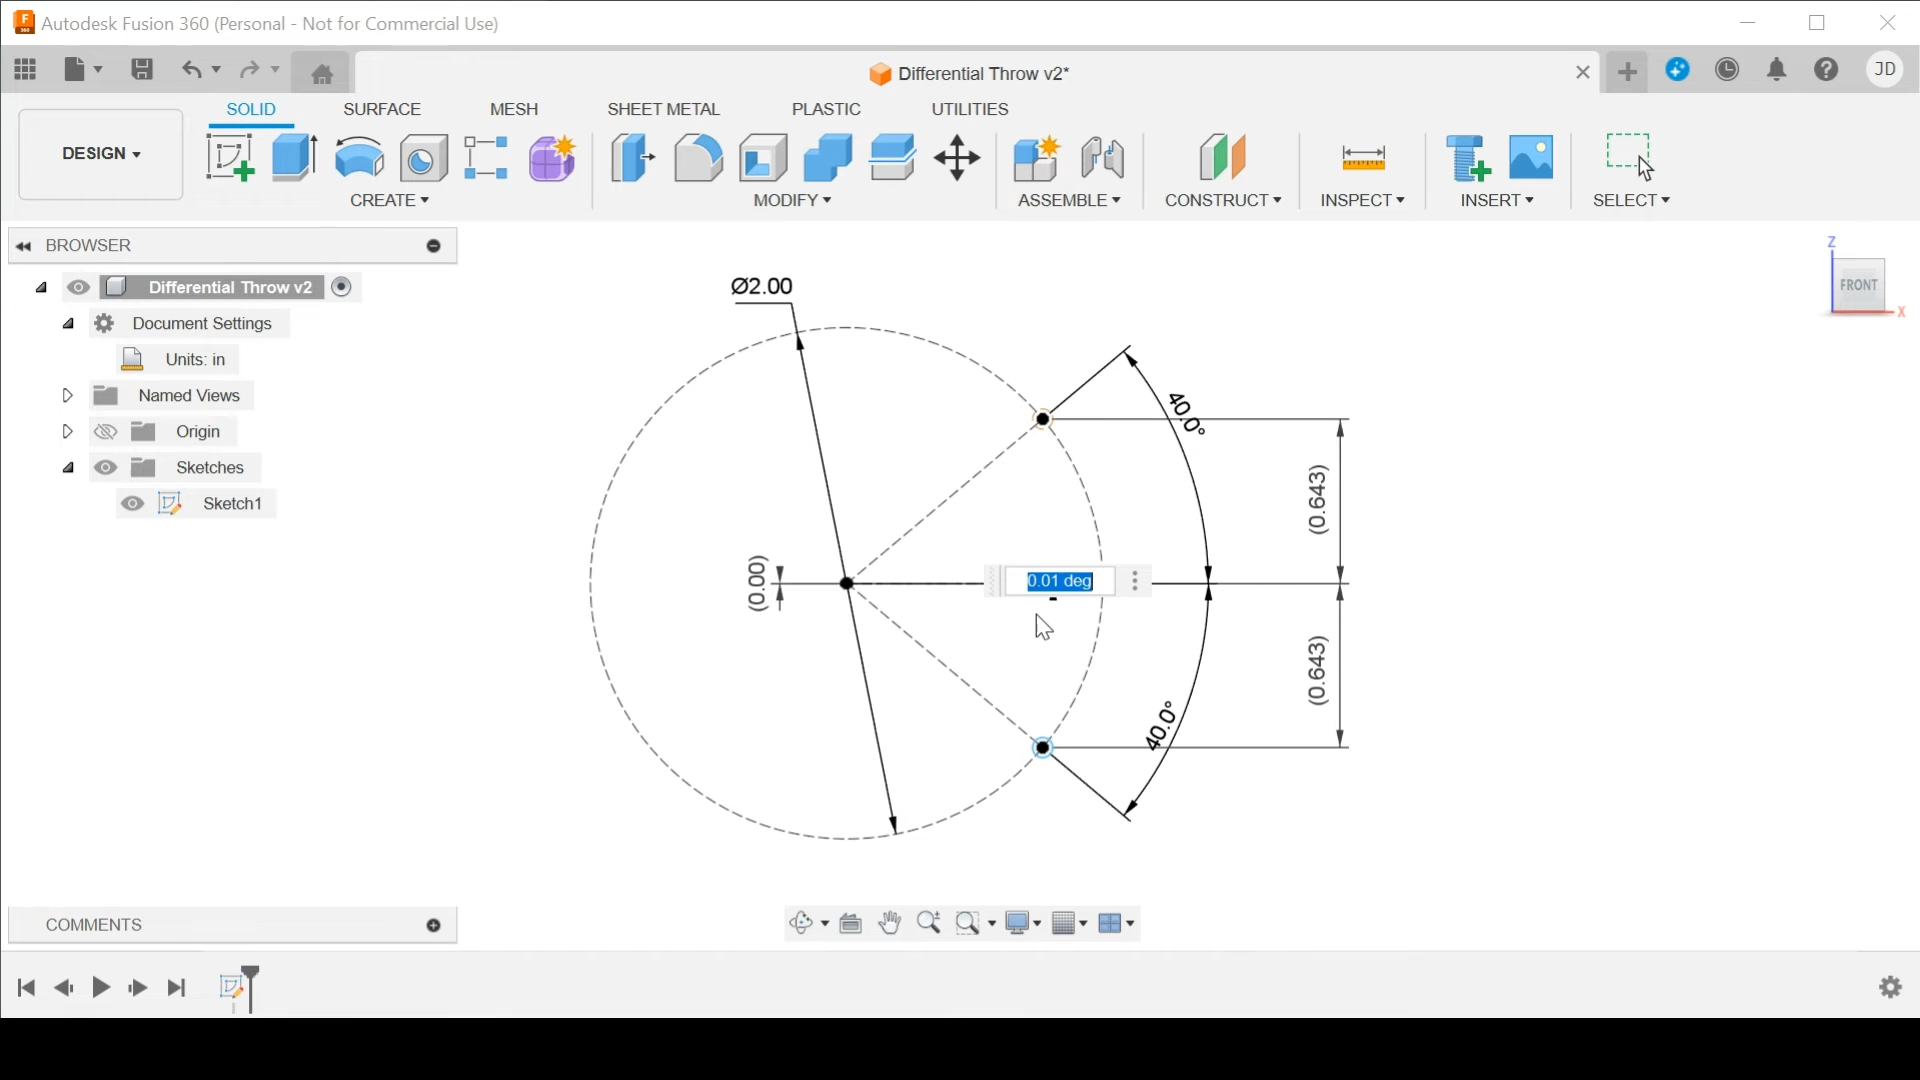 Autodesk Fusion 360 (Personal - Not for Commercial Use)
Differential Throw v2*
JD
DESIGN
SOLID SURFACE MESH SHEET METAL PLASTIC UTILITIES
CREATE MODIFY ASSEMBLE CONSTRUCT INSPECT INSERT SELECT
BROWSER
Differential Throw v2
Document Settings
Units: in
Named Views
Origin
Sketches
Sketch1
Z
FRONT
X
Ø2.00
40.0°
(0.643)
(0.00)
0.01 deg
(0.643)
40.0°
COMMENTS